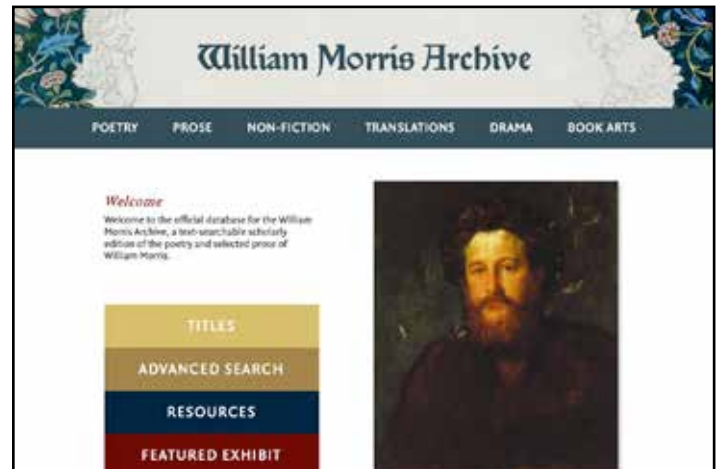 William Morris Archive
POETRY PROSE NON-FICTION TRANSLATIONS DRAMA BOOK ARTS
Welcome
Welcome to the official database for the William
Morris Archive, a text-searchable scholarly
edition of the poetry and selected prose of
William Morris.
TITLES
ADVANCED SEARCH
RESOURCES
FEATURED EXHIBIT